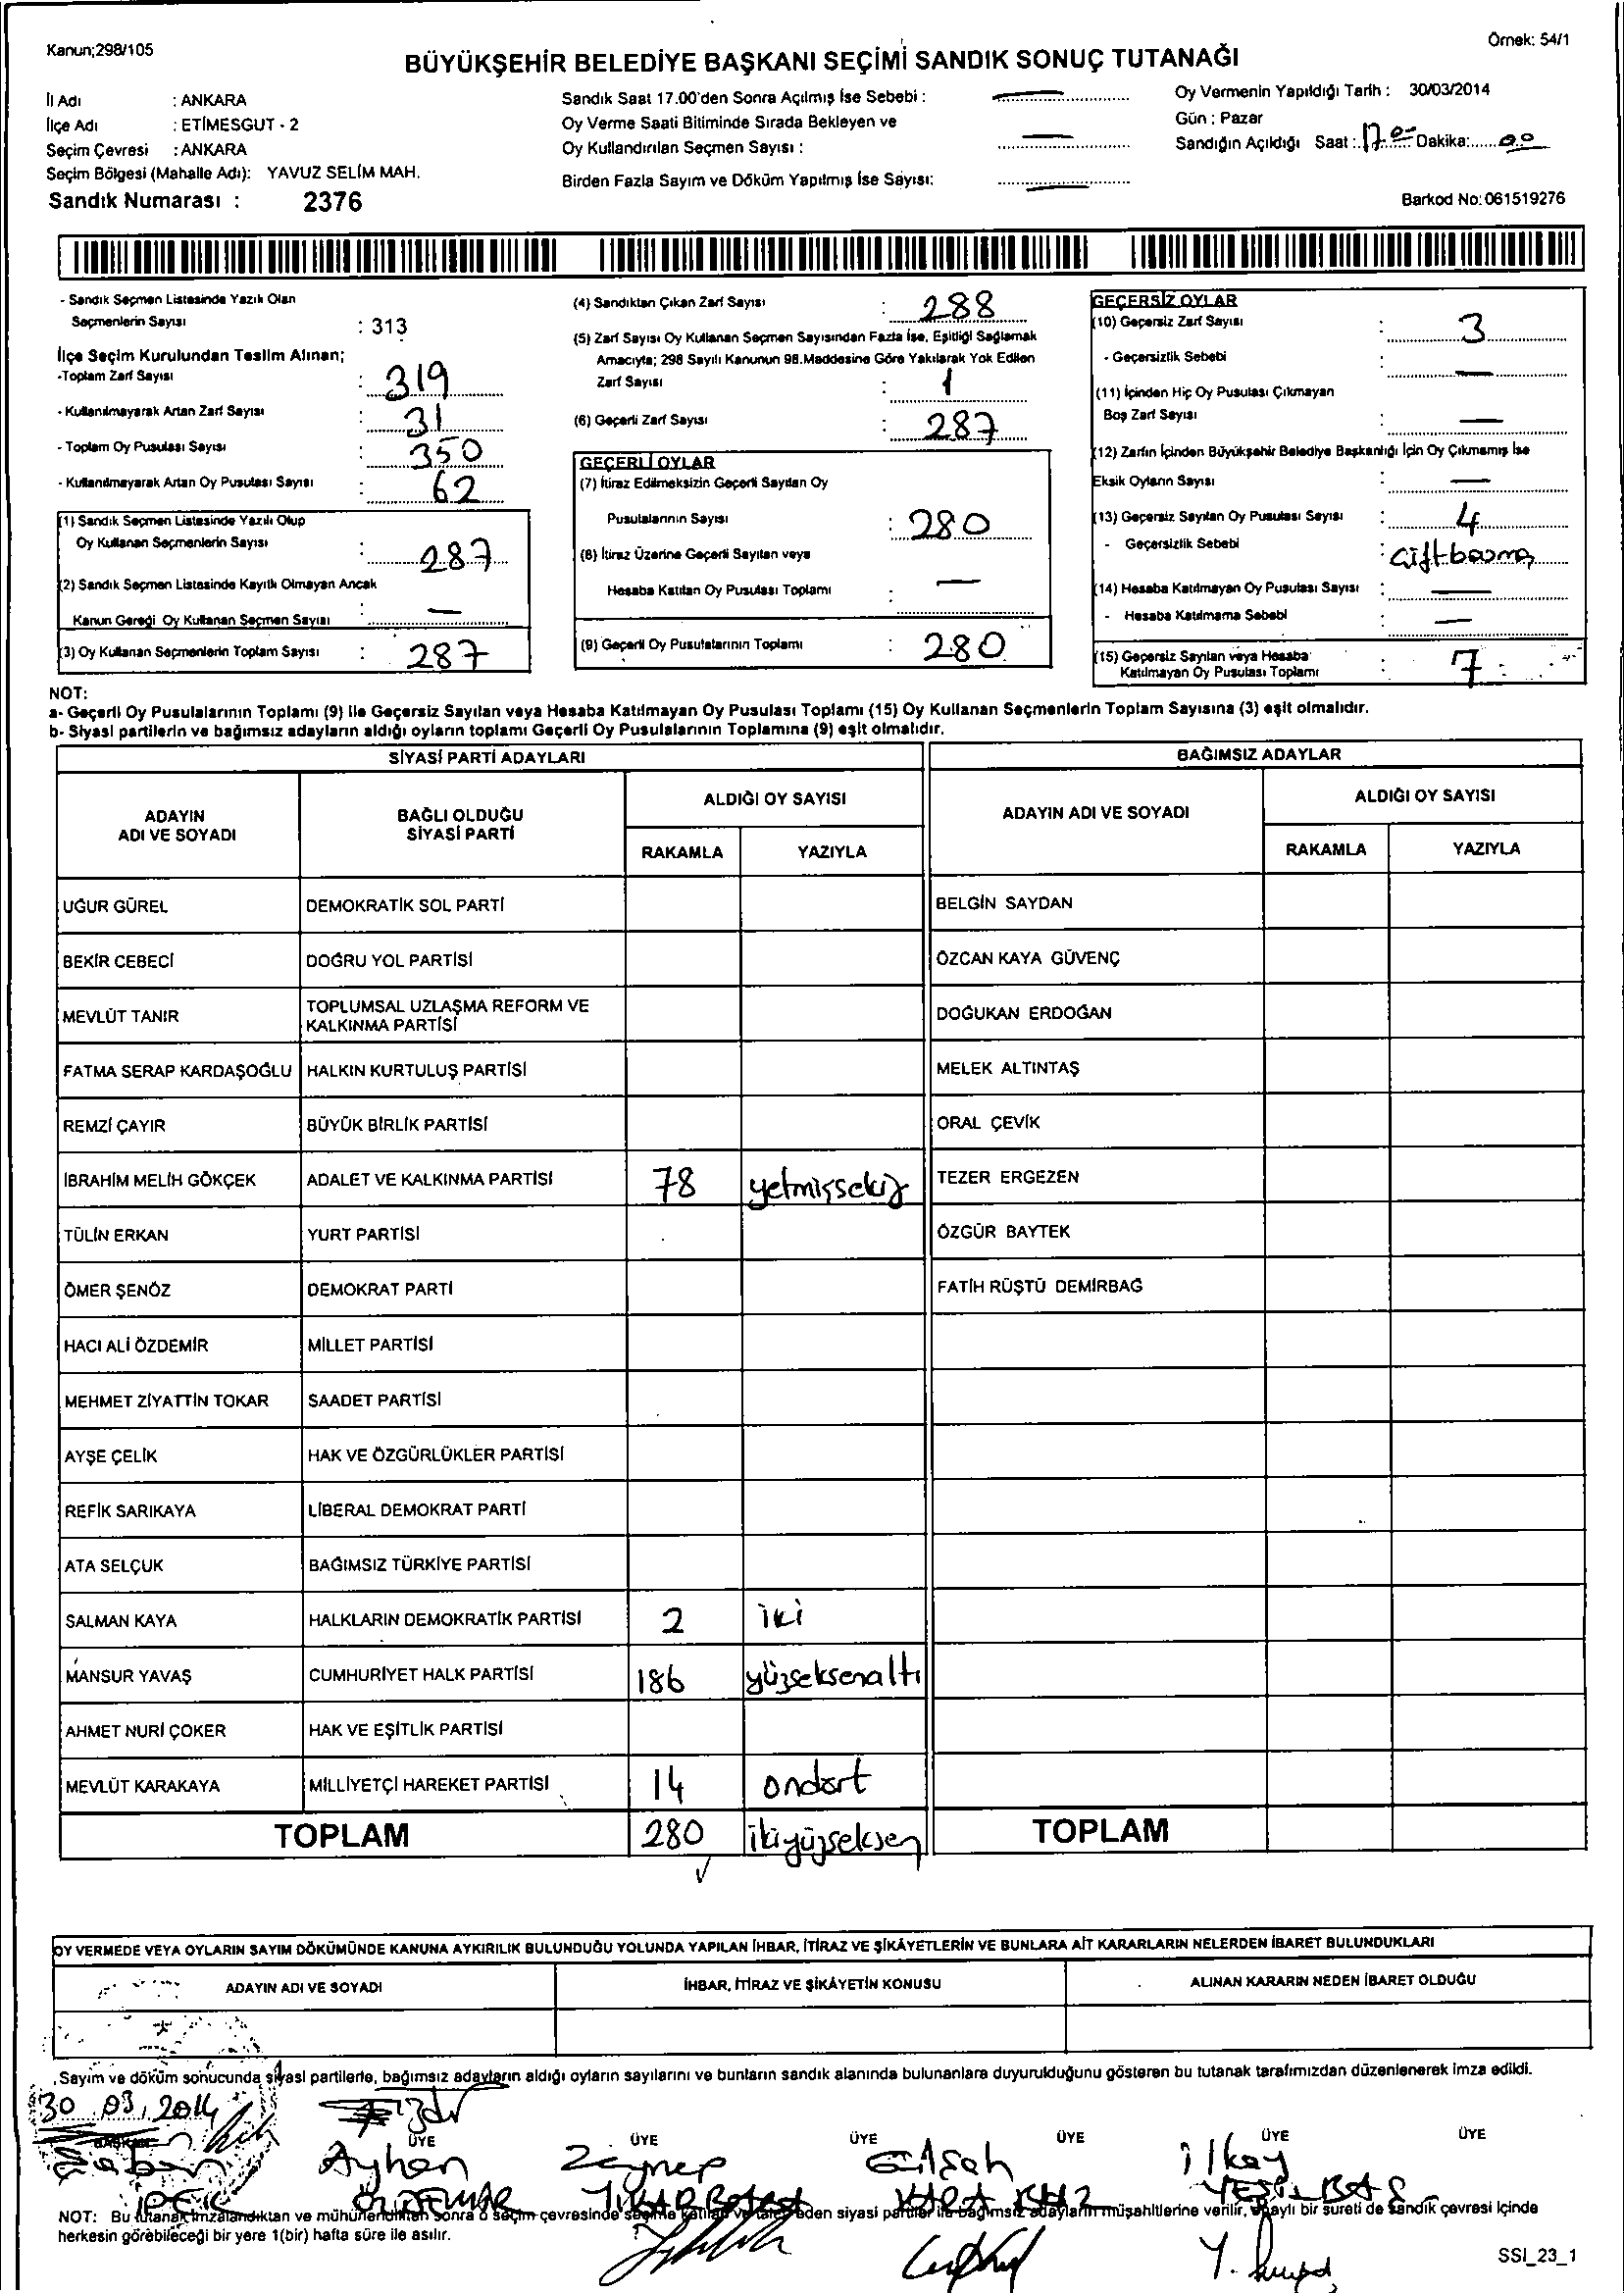 Kanun;298/105
Örnek: 54/1
BÜYÜKŞEHİR BELEDİYE BAŞKANI SEÇİMİ SANDIK SONUÇ TUTANAĞI
İl Adı : ANKARA
İlçe Adı : ETİMESGUT - 2
Seçim Çevresi : ANKARA
Seçim Bölgesi (Mahalle Adı): YAVUZ SELİM MAH.
Sandık Numarası : 2376
Sandık Saat 17.00'den Sonra Açılmış İse Sebebi : —
Oy Verme Saati Bitiminde Sırada Bekleyen ve
Oy Kullandırılan Seçmen Sayısı : —
Birden Fazla Sayım ve Döküm Yapılmış İse Sayısı: —
Oy Vermenin Yapıldığı Tarih : 30/03/2014
Gün : Pazar
Sandığın Açıldığı Saat : 17.00 Dakika: 00
Barkod No: 061519276
- Sandık Seçmen Listesinde Yazılı Olan
Seçmenlerin Sayısı : 313
İlçe Seçim Kurulundan Teslim Alınan;
-Toplam Zarf Sayısı : 319
- Kullanılmayarak Artan Zarf Sayısı : 31
- Toplam Oy Pusulası Sayısı : 350
- Kullanılmayarak Artan Oy Pusulası Sayısı : 62
(1) Sandık Seçmen Listesinde Yazılı Olup
Oy Kullanan Seçmenlerin Sayısı : 287
(2) Sandık Seçmen Listesinde Kayıtlı Olmayan Ancak
Kanun Gereği Oy Kullanan Seçmen Sayısı : —
(3) Oy Kullanan Seçmenlerin Toplam Sayısı : 287
(4) Sandıktan Çıkan Zarf Sayısı : 288
(5) Zarf Sayısı Oy Kullanan Seçmen Sayısından Fazla İse, Eşitliği Sağlamak
Amacıyla; 298 Sayılı Kanunun 98.Maddesine Göre Yakılarak Yok Edilen
Zarf Sayısı : 1
(6) Geçerli Zarf Sayısı : 287
GEÇERLİ OYLAR
(7) İtiraz Edilmeksizin Geçerli Sayılan Oy
Pusulalarının Sayısı : 280
(8) İtiraz Üzerine Geçerli Sayılan veya
Hesaba Katılan Oy Pusulası Toplamı : —
(9) Geçerli Oy Pusulalarının Toplamı : 280
GEÇERSİZ OYLAR
(10) Geçersiz Zarf Sayısı : 3
- Geçersizlik Sebebi : —
(11) İçinden Hiç Oy Pusulası Çıkmayan
Boş Zarf Sayısı : —
(12) Zarfın İçinden Büyükşehir Belediye Başkanlığı İçin Oy Çıkmamış İse
Eksik Oyların Sayısı : —
(13) Geçersiz Sayılan Oy Pusulası Sayısı : 4
- Geçersizlik Sebebi : çift basma
(14) Hesaba Katılmayan Oy Pusulası Sayısı : —
- Hesaba Katılmama Sebebi : —
(15) Geçersiz Sayılan veya Hesaba
Katılmayan Oy Pusulası Toplamı : 7
NOT:
a- Geçerli Oy Pusulalarının Toplamı (9) ile Geçersiz Sayılan veya Hesaba Katılmayan Oy Pusulası Toplamı (15) Oy Kullanan Seçmenlerin Toplam Sayısına (3) eşit olmalıdır.
b- Siyasi partilerin ve bağımsız adayların aldığı oyların toplamı Geçerli Oy Pusulalarının Toplamına (9) eşit olmalıdır.
SİYASİ PARTİ ADAYLARI
ADAYIN ADI VE SOYADI
BAĞLI OLDUĞU SİYASİ PARTİ
ALDIĞI OY SAYISI
RAKAMLA YAZIYLA
BAĞIMSIZ ADAYLAR
ADAYIN ADI VE SOYADI
ALDIĞI OY SAYISI
RAKAMLA YAZIYLA
UĞUR GÜREL DEMOKRATİK SOL PARTİ BELGİN SAYDAN
BEKİR CEBECİ DOĞRU YOL PARTİSİ ÖZCAN KAYA GÜVENÇ
MEVLÜT TANIR TOPLUMSAL UZLAŞMA REFORM VE KALKINMA PARTİSİ DOĞUKAN ERDOĞAN
FATMA SERAP KARDAŞOĞLU HALKIN KURTULUŞ PARTİSİ MELEK ALTINTAŞ
REMZİ ÇAYIR BÜYÜK BİRLİK PARTİSİ ORAL ÇEVİK
İBRAHİM MELİH GÖKÇEK ADALET VE KALKINMA PARTİSİ 78 yetmişsekiz TEZER ERGEZEN
TÜLİN ERKAN YURT PARTİSİ ÖZGÜR BAYTEK
ÖMER ŞENÖZ DEMOKRAT PARTİ FATİH RÜŞTÜ DEMİRBAĞ
HACI ALİ ÖZDEMİR MİLLET PARTİSİ
MEHMET ZİYATTİN TOKAR SAADET PARTİSİ
AYŞE ÇELİK HAK VE ÖZGÜRLÜKLER PARTİSİ
REFİK SARIKAYA LİBERAL DEMOKRAT PARTİ
ATA SELÇUK BAĞIMSIZ TÜRKİYE PARTİSİ
SALMAN KAYA HALKLARIN DEMOKRATİK PARTİSİ 2 iki
MANSUR YAVAŞ CUMHURİYET HALK PARTİSİ 186 yüzseksenaltı
AHMET NURİ ÇOKER HAK VE EŞİTLİK PARTİSİ
MEVLÜT KARAKAYA MİLLİYETÇİ HAREKET PARTİSİ 14 ondört
TOPLAM 280 ikiyüzseksen TOPLAM
OY VERMEDE VEYA OYLARIN SAYIM DÖKÜMÜNDE KANUNA AYKIRILIK BULUNDUĞU YOLUNDA YAPILAN İHBAR, İTİRAZ VE ŞİKÂYETLERİN VE BUNLARA AİT KARARLARIN NELERDEN İBARET BULUNDUKLARI
ADAYIN ADI VE SOYADI İHBAR, İTİRAZ VE ŞİKÂYETİN KONUSU ALINAN KARARIN NEDEN İBARET OLDUĞU
Sayım ve döküm sonucunda siyasi partilerle, bağımsız adayların aldığı oyların sayılarını ve bunların sandık alanında bulunanlara duyurulduğunu gösteren bu tutanak tarafımızdan düzenlenerek imza edildi.
30.03.2014
BAŞKAN ÜYE ÜYE ÜYE ÜYE ÜYE ÜYE
Şaban Ayhan Zeynep Gülşah İlkay
İPEK
NOT: Bu tutanak imzalandıktan ve mühürlendikten sonra o seçim çevresinde seçime katılan ve talep eden siyasi partiler ile bağımsız adayların müşahitlerine verilir, onaylı bir sureti de sandık çevresi içinde
herkesin görebileceği bir yere 1(bir) hafta süre ile asılır.
SSI_23_1